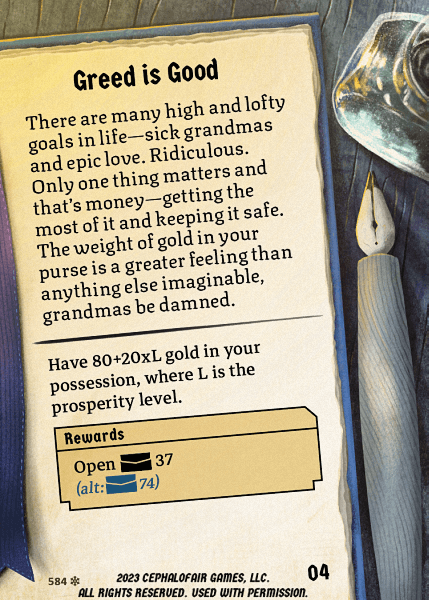 Greed is Good
There are many high and lofty
goals in life—sick grandmas
and epic love. Ridiculous.
Only one thing matters and
that's money—getting the
most of it and keeping it safe.
The weight of gold in your
purse is a greater feeling than
anything else imaginable,
grandmas be damned.
Have 80+20xL gold in your
possession, where L is the
prosperity level.
Rewards
Open 37
(alt: 74)
584
2023 CEPHALOFAIR GAMES, LLC.
04
ALL RIGHTS RESERVED. USED WITH PERMISSION.